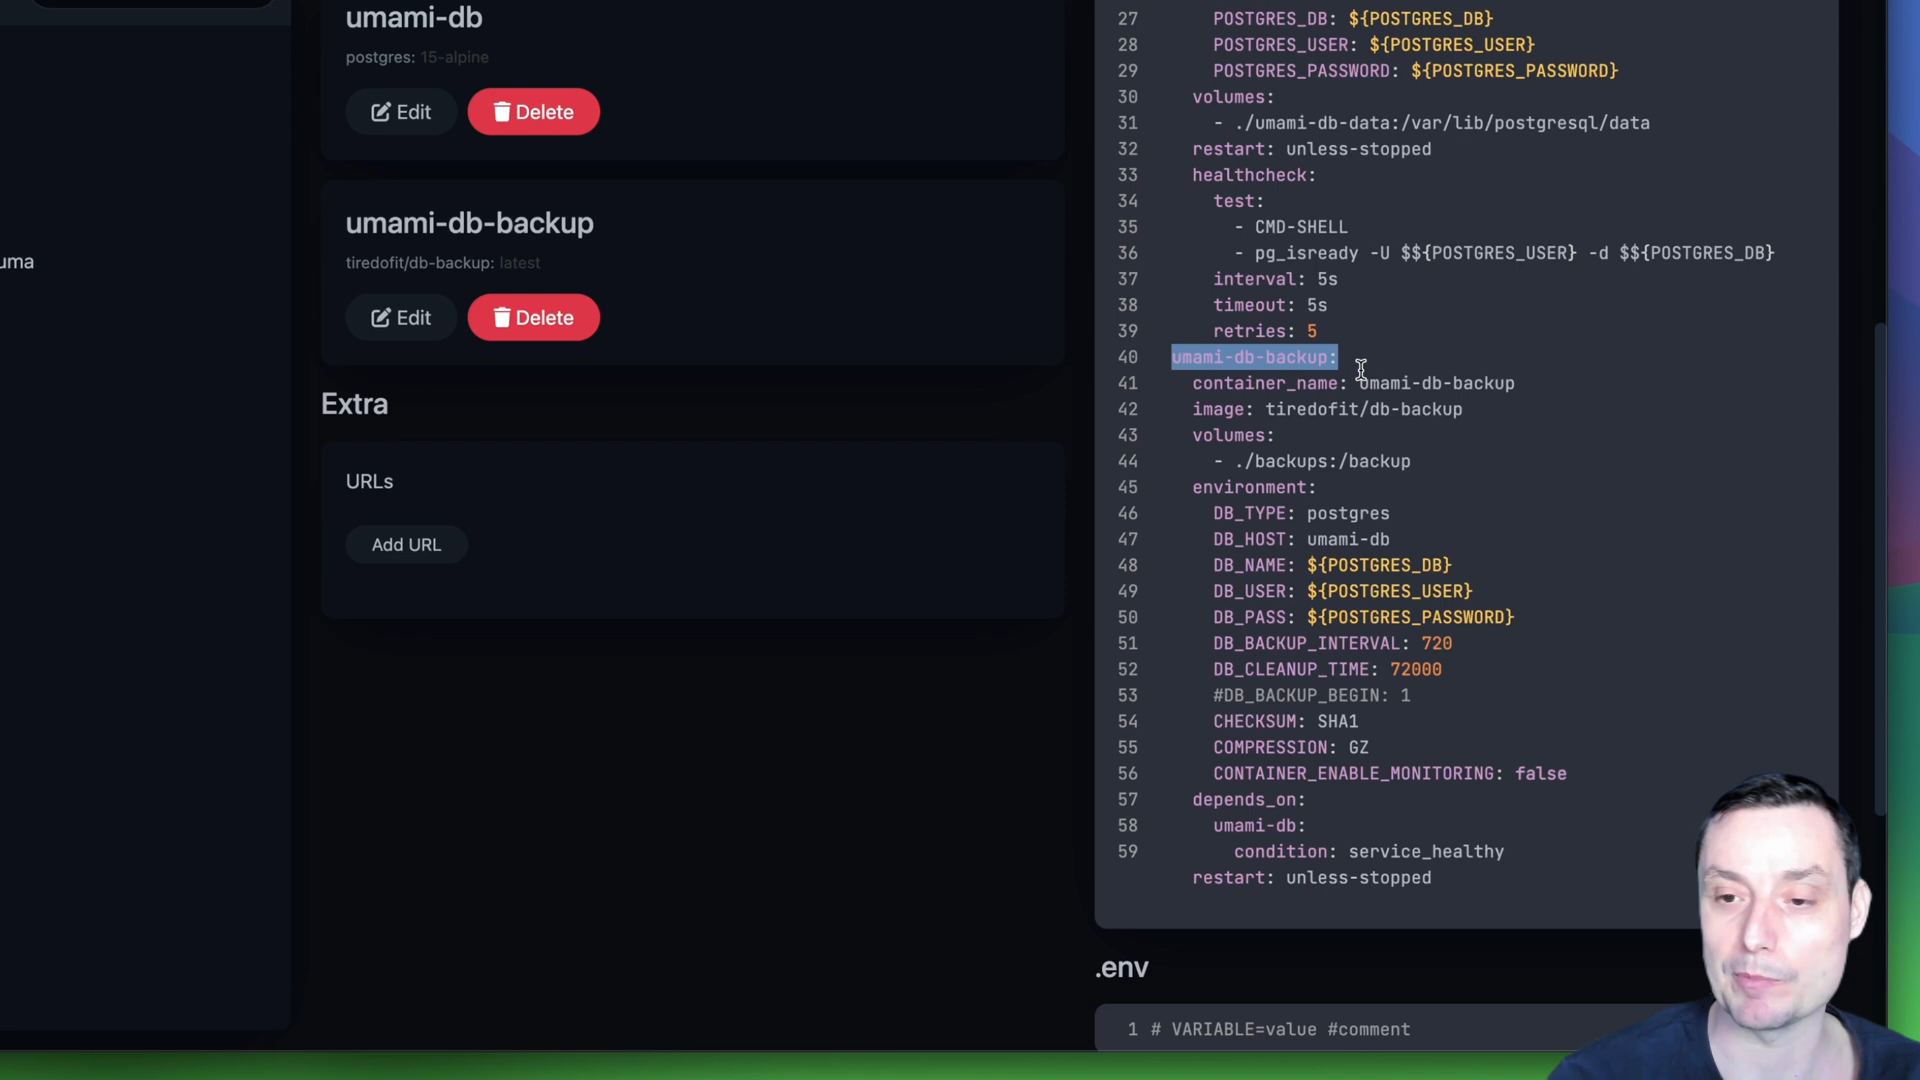 uma
umami-db
postgres: 15-alpine
Edit
Delete
umami-db-backup
tiredofit/db-backup: latest
Edit
Delete
Extra
URLs
Add URL
27 POSTGRES_DB: ${POSTGRES_DB}
28 POSTGRES_USER: ${POSTGRES_USER}
29 POSTGRES_PASSWORD: ${POSTGRES_PASSWORD}
30 volumes:
31 - ./umami-db-data:/var/lib/postgresql/data
32 restart: unless-stopped
33 healthcheck:
34 test:
35 - CMD-SHELL
36 - pg_isready -U $${POSTGRES_USER} -d $${POSTGRES_DB}
37 interval: 5s
38 timeout: 5s
39 retries: 5
40 umami-db-backup:
41 container_name: umami-db-backup
42 image: tiredofit/db-backup
43 volumes:
44 - ./backups:/backup
45 environment:
46 DB_TYPE: postgres
47 DB_HOST: umami-db
48 DB_NAME: ${POSTGRES_DB}
49 DB_USER: ${POSTGRES_USER}
50 DB_PASS: ${POSTGRES_PASSWORD}
51 DB_BACKUP_INTERVAL: 720
52 DB_CLEANUP_TIME: 72000
53 #DB_BACKUP_BEGIN: 1
54 CHECKSUM: SHA1
55 COMPRESSION: GZ
56 CONTAINER_ENABLE_MONITORING: false
57 depends_on:
58 umami-db:
59 condition: service_healthy
restart: unless-stopped
.env
1 # VARIABLE=value #comment